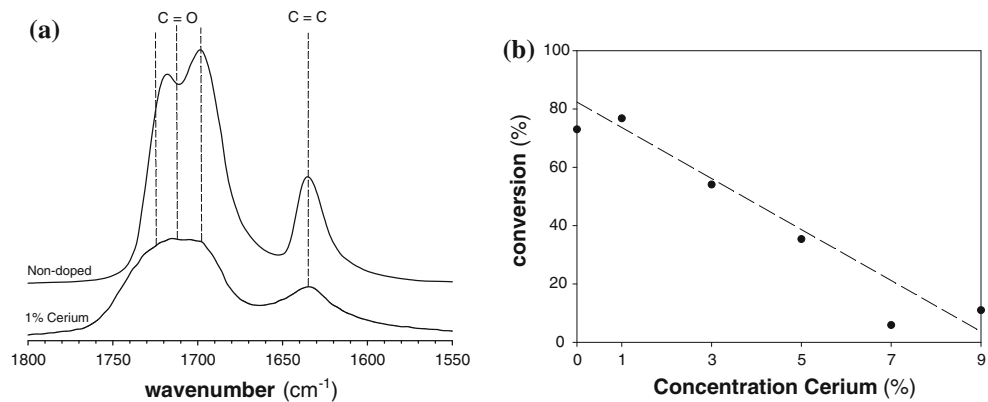 (a)
C = O
C = C
Non-doped
1% Cerium
1800 1750 1700 1650 1600 1550
wavenumber (cm-1)
(b)
100
80
60
40
20
0
conversion (%)
0 1 3 5 7 9
Concentration Cerium (%)